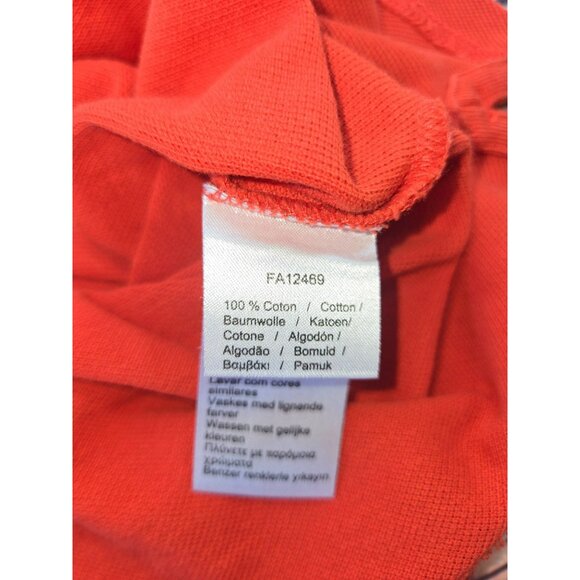 FA12469
100 % Coton / Cotton /
Baumwolle / Katoen/
Cotone / Algodón /
Algodão / Bomuld /
Βαμβάκι / Pamuk
Laver com cores
similares
Vaskes med lignende
farver
Wassen met gelijke
kleuren
Πλύνετε με παρόμοια
χρώματα
Benzer renklerle yıkayın